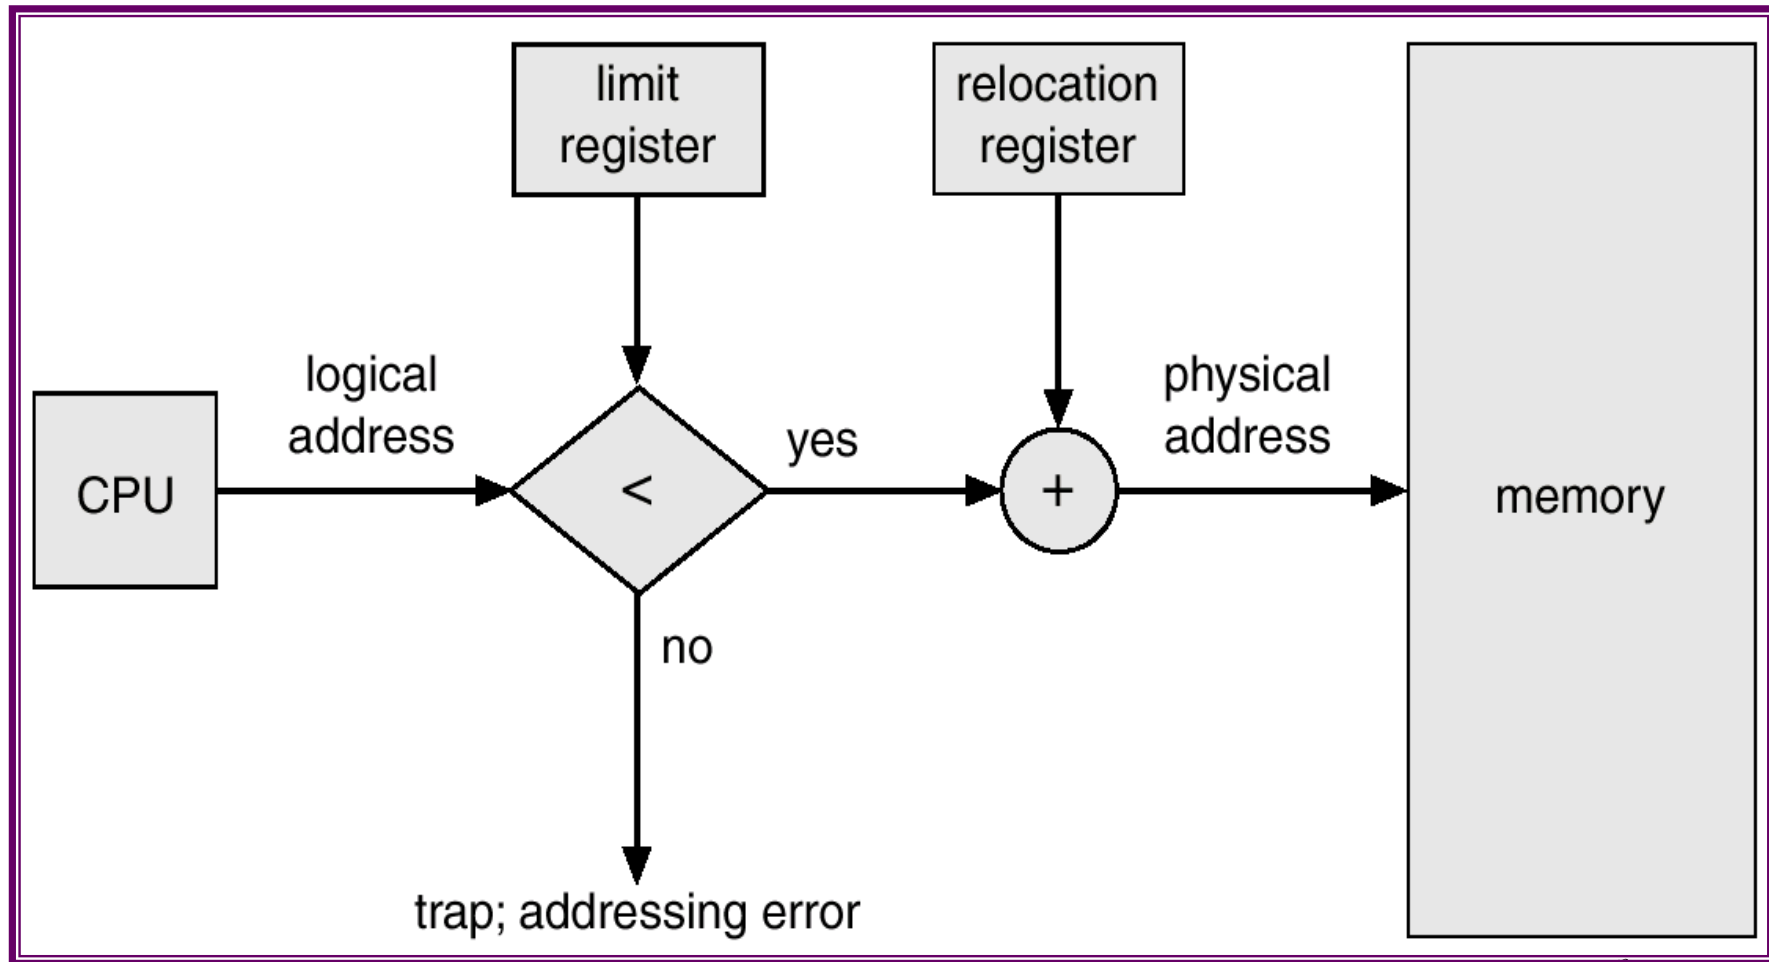 limit
register
relocation
register
logical
address
physical
address
yes
CPU
<
+
memory
no
trap; addressing error